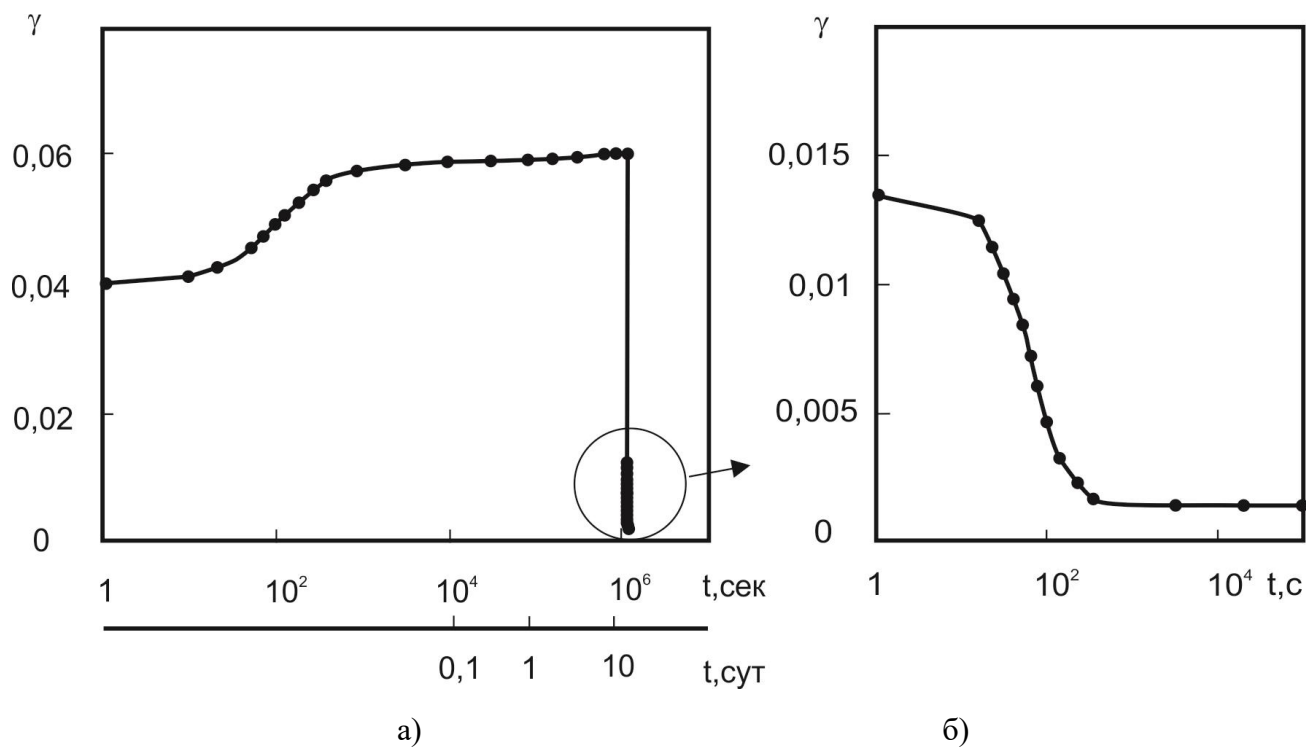 γ
0,06
0,04
0,02
0
1 10² 10⁴ 10⁶ t,сек
0,1 1 10 t,сут
а)
γ
0,015
0,01
0,005
0
1 10² 10⁴ t,с
б)